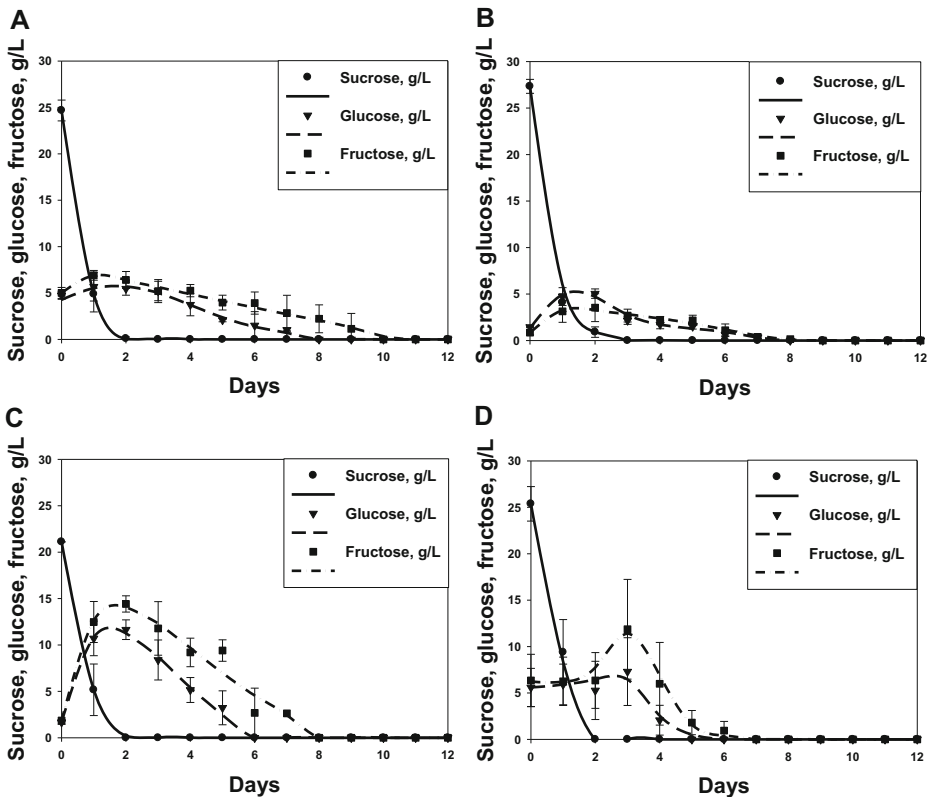 A
Sucrose, glucose, fructose, g/L
30
25
20
15
10
5
0
0 2 4 6 8 10 12
Days
Sucrose, g/L
Glucose, g/L
Fructose, g/L
B
Sucrose, glucose, fructose, g/L
30
25
20
15
10
5
0
0 2 4 6 8 10 12
Days
Sucrose, g/L
Glucose, g/L
Fructose, g/L
C
Sucrose, glucose, fructose, g/L
30
25
20
15
10
5
0
0 2 4 6 8 10 12
Days
Sucrose, g/L
Glucose, g/L
Fructose, g/L
D
Sucrose, glucose, fructose, g/L
30
25
20
15
10
5
0
0 2 4 6 8 10 12
Days
Sucrose, g/L
Glucose, g/L
Fructose, g/L